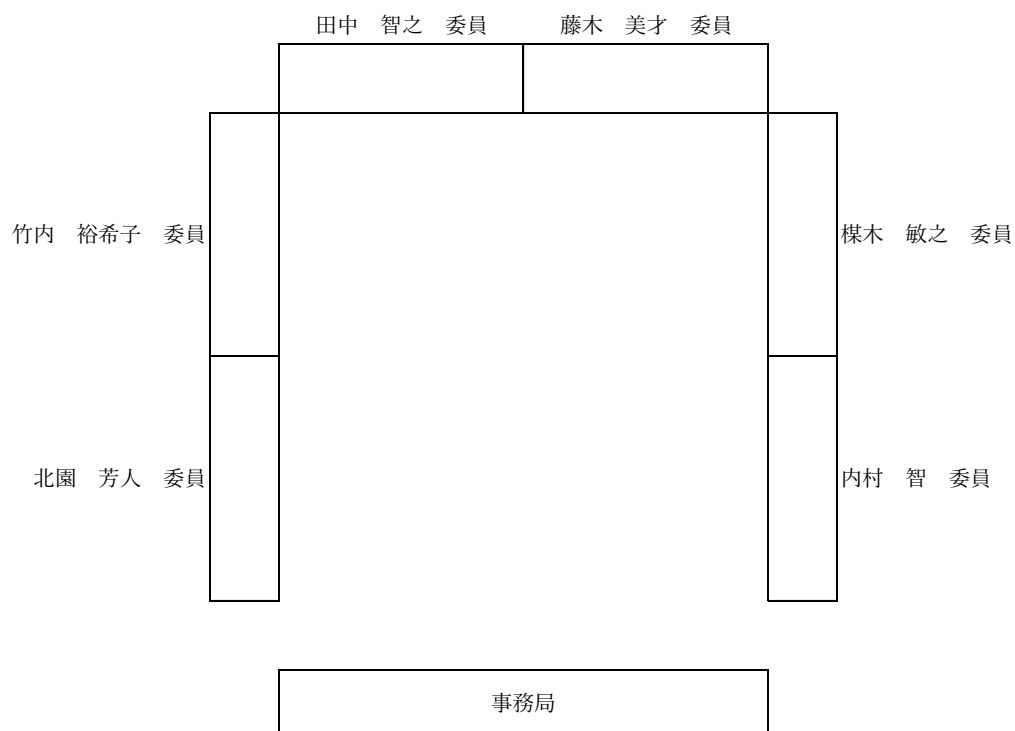 田中　智之　委員
藤木　美才　委員
竹内　裕希子　委員
楳木　敏之　委員
北園　芳人　委員
内村　智　委員
事務局